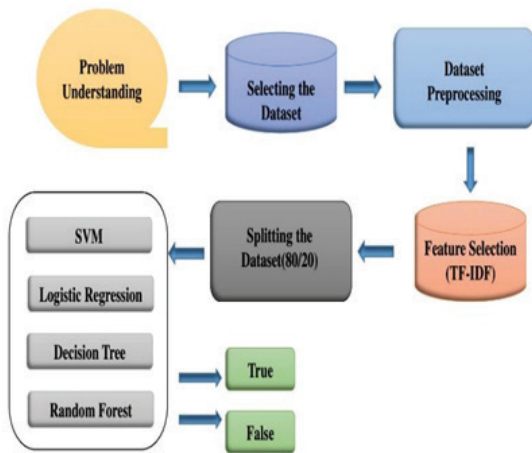 Problem
Understanding
Selecting the
Dataset
Dataset
Preprocessing
Feature Selection
(TF-IDF)
Splitting the
Dataset(80/20)
SVM
Logistic Regression
Decision Tree
Random Forest
True
False